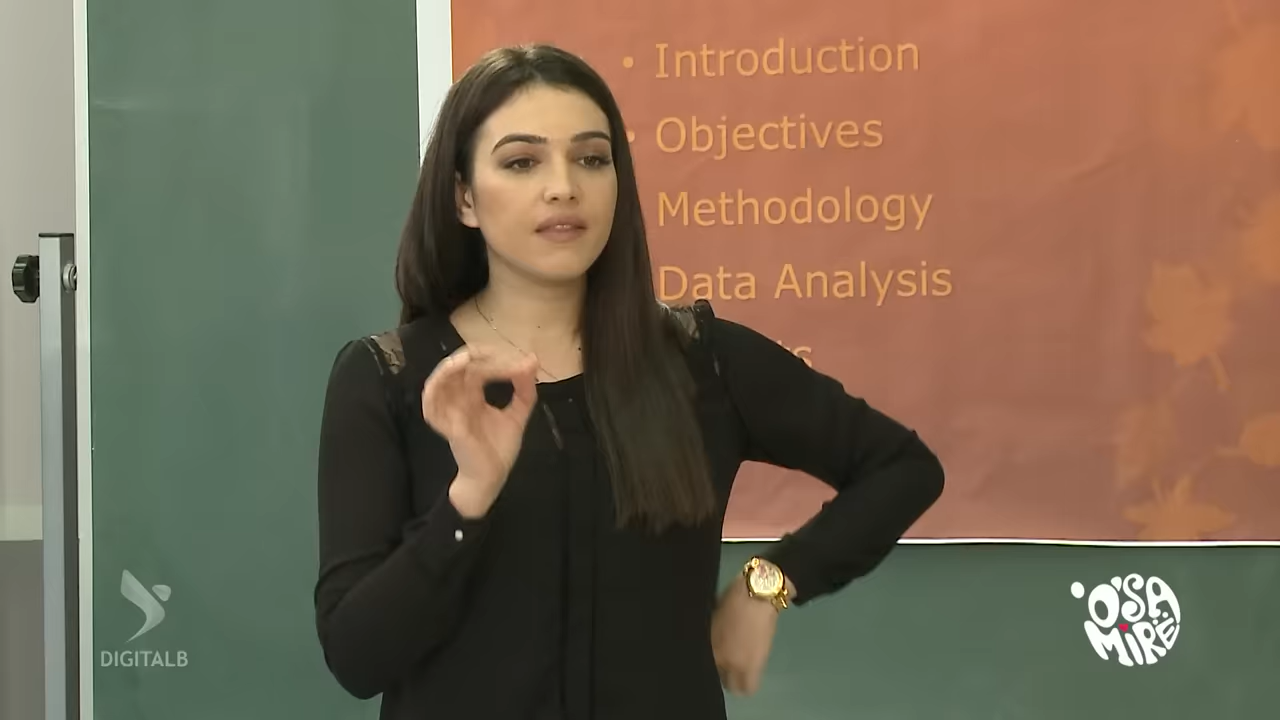 • Introduction
• Objectives
Methodology
Data Analysis
DIGITALB
O'SA
MIRË